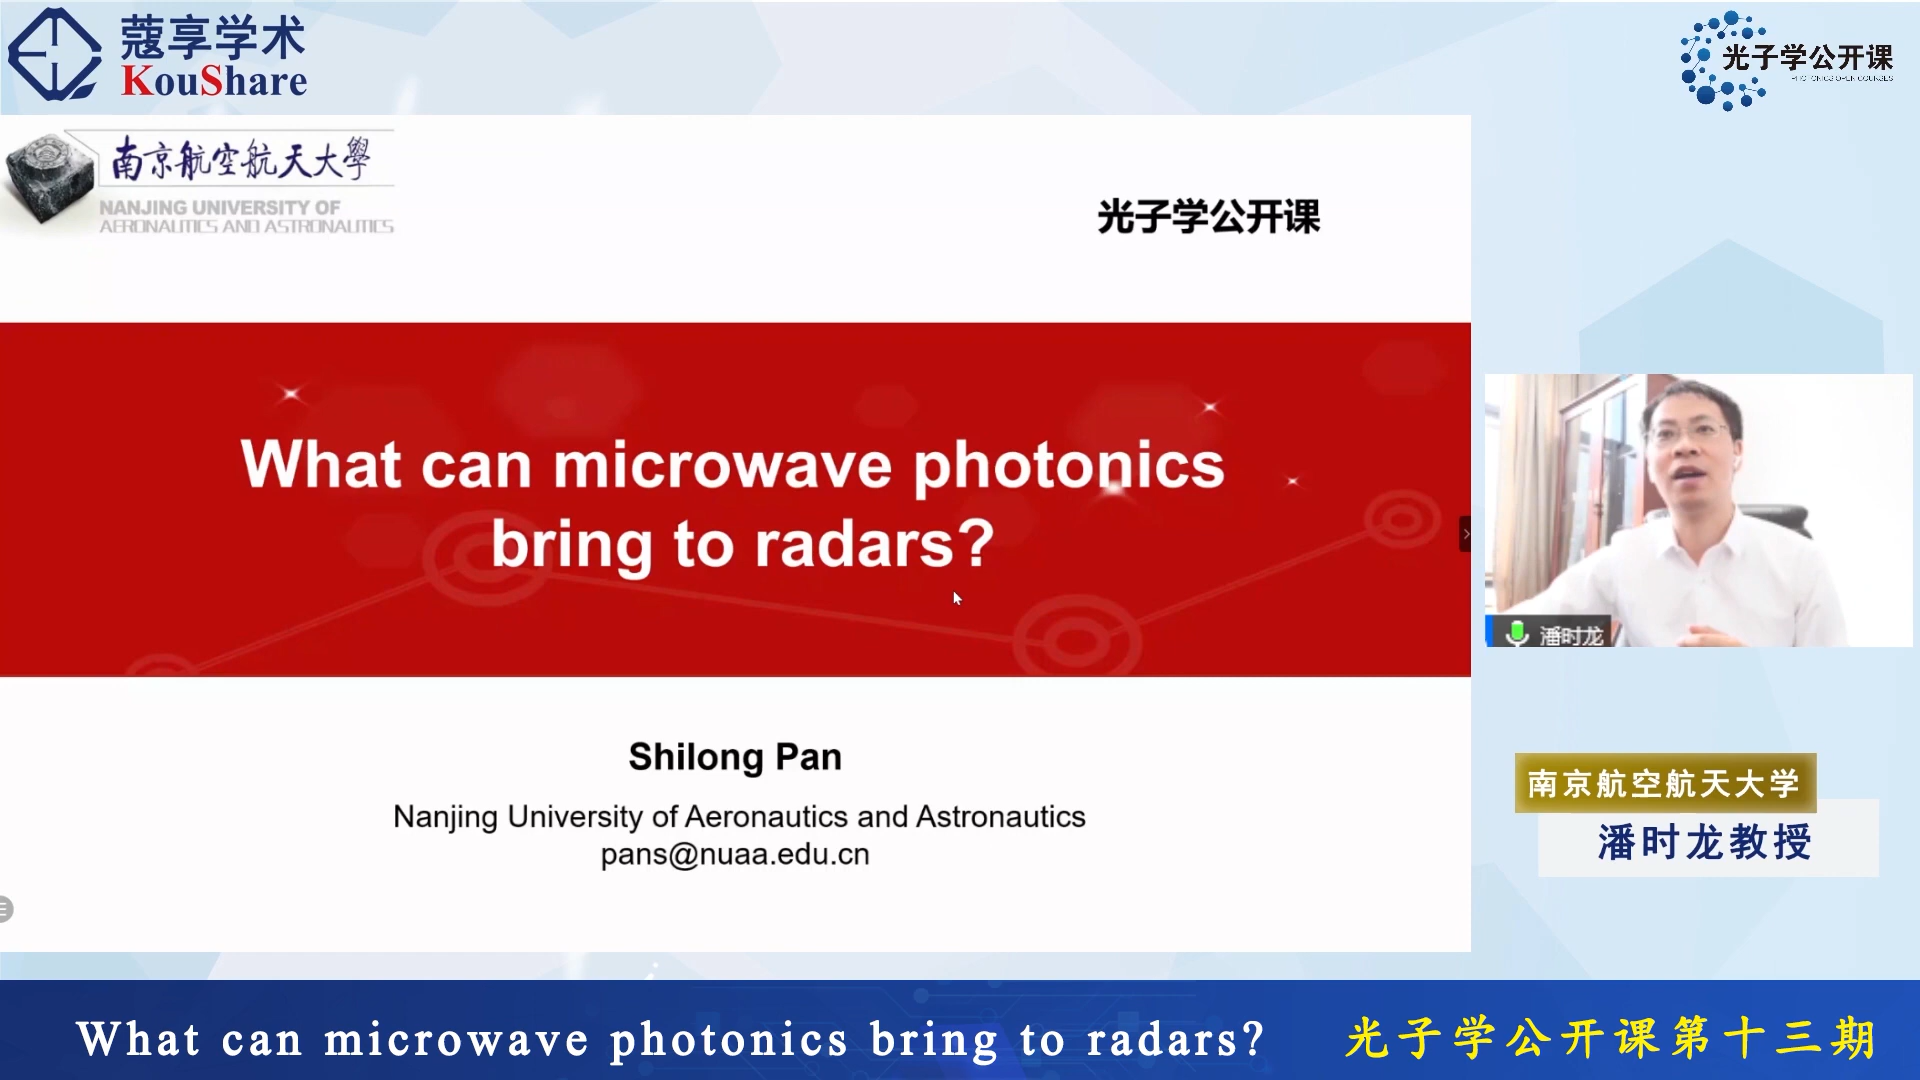 蔻享学术
KouShare
光子学公开课
PHOTONICS OPEN COURSES
南京航空航天大學
NANJING UNIVERSITY OF
AERONAUTICS AND ASTRONAUTICS
光子学公开课
What can microwave photonics
bring to radars?
潘时龙
Shilong Pan
Nanjing University of Aeronautics and Astronautics
pans@nuaa.edu.cn
南京航空航天大学
潘时龙教授
What can microwave photonics bring to radars?
光子学公开课第十三期